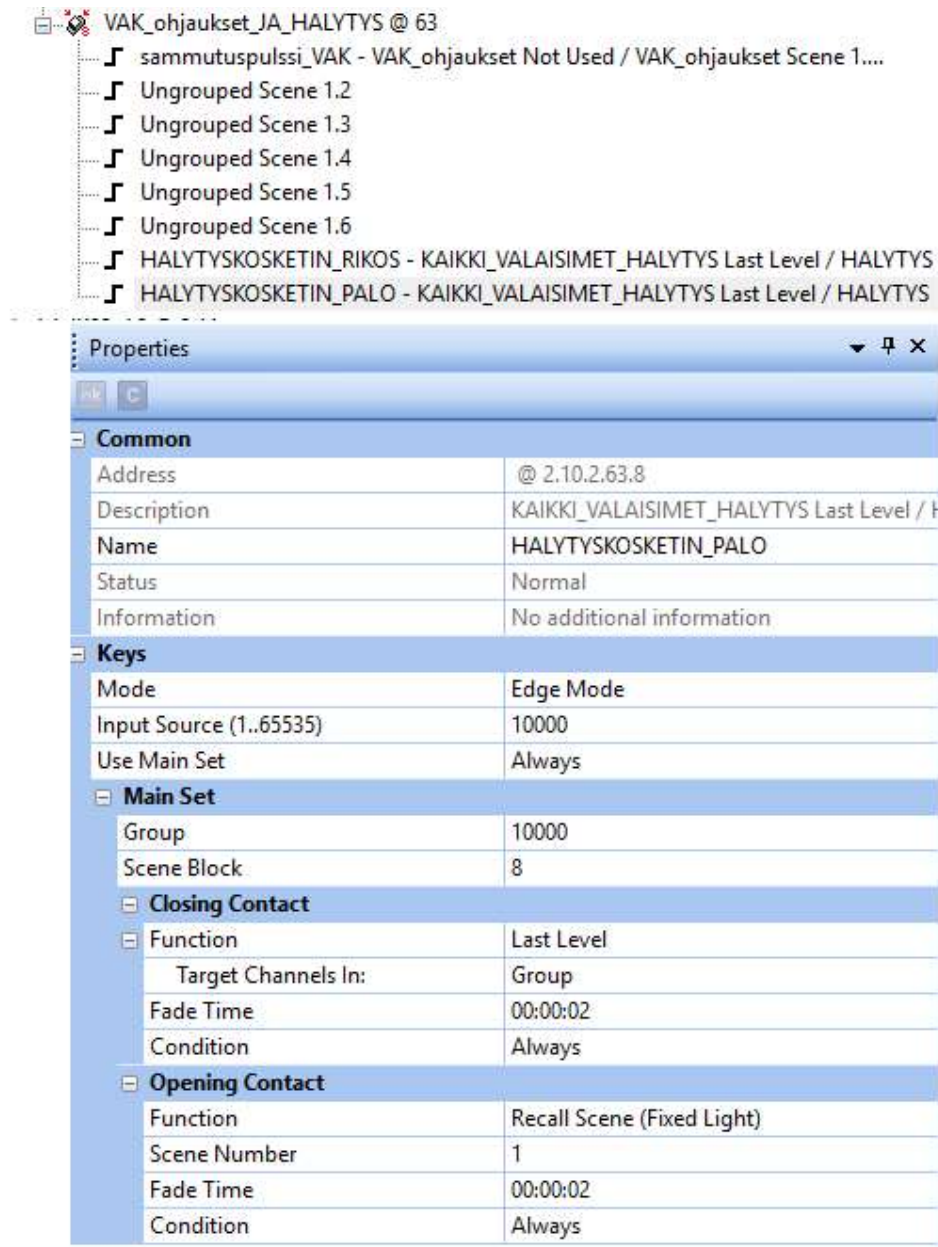 VAK_ohjaukset_JA_HALYTYS @ 63
sammutuspulssi_VAK - VAK_ohjaukset Not Used / VAK_ohjaukset Scene 1....
Ungrouped Scene 1.2
Ungrouped Scene 1.3
Ungrouped Scene 1.4
Ungrouped Scene 1.5
Ungrouped Scene 1.6
HALYTYSKOSKETIN_RIKOS - KAIKKI_VALAISIMET_HALYTYS Last Level / HALYTYS
HALYTYSKOSKETIN_PALO - KAIKKI_VALAISIMET_HALYTYS Last Level / HALYTYS
Properties
C
Common
Address @ 2.10.2.63.8
Description KAIKKI_VALAISIMET_HALYTYS Last Level /
Name HALYTYSKOSKETIN_PALO
Status Normal
Information No additional information
Keys
Mode Edge Mode
Input Source (1..65535) 10000
Use Main Set Always
Main Set
Group 10000
Scene Block 8
Closing Contact
Function Last Level
Target Channels In: Group
Fade Time 00:00:02
Condition Always
Opening Contact
Function Recall Scene (Fixed Light)
Scene Number 1
Fade Time 00:00:02
Condition Always